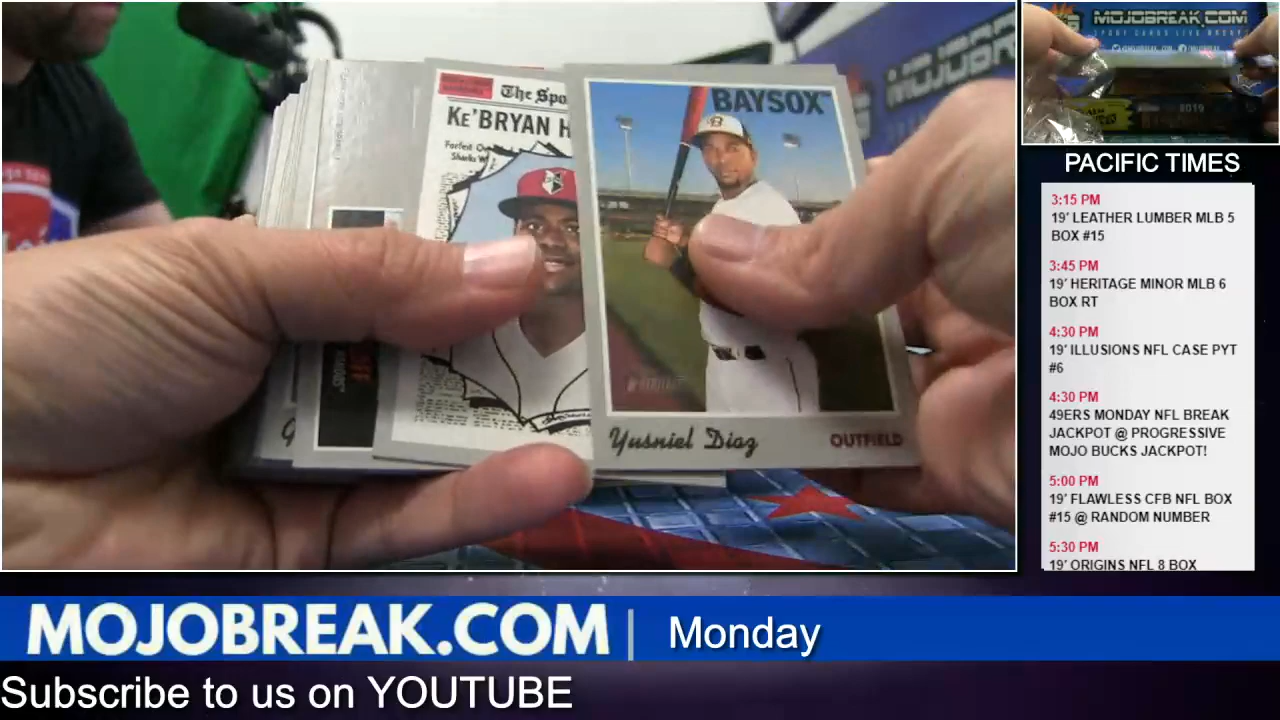 MOJOBR
The Spo
KE'BRYAN H
Forfeit
Sharks W
BAYSOX
B
Yusniel Diaz
OUTFIELD
MOJOBREAK.COM
PACIFIC TIMES
3:15 PM
19' LEATHER LUMBER MLB 5
BOX #15
3:45 PM
19' HERITAGE MINOR MLB 6
BOX RT
4:30 PM
19' ILLUSIONS NFL CASE PYT
#6
4:30 PM
49ERS MONDAY NFL BREAK
JACKPOT @ PROGRESSIVE
MOJO BUCKS JACKPOT!
5:00 PM
19' FLAWLESS CFB NFL BOX
#15 @ RANDOM NUMBER
5:30 PM
19' ORIGINS NFL 8 BOX
MOJOBREAK.COM | Monday
Subscribe to us on YOUTUBE